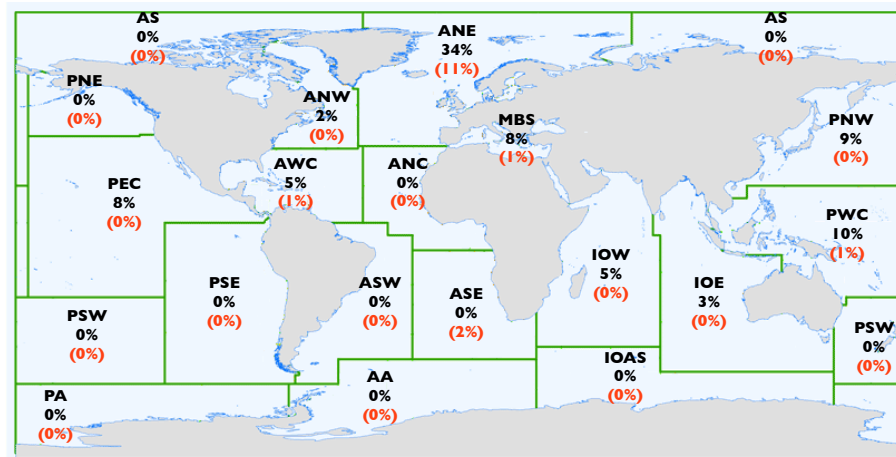 AS
0%
(0%)
ANE
34%
(11%)
AS
0%
(0%)
PNE
0%
(0%)
ANW
2%
(0%)
MBS
8%
(1%)
PNW
9%
(0%)
PEC
8%
(0%)
AWC
5%
(1%)
ANC
0%
(0%)
PWC
10%
(1%)
PSE
0%
(0%)
ASW
0%
(0%)
ASE
0%
(2%)
IOW
5%
(0%)
IOE
3%
(0%)
PSW
0%
(0%)
PSW
0%
(0%)
PA
0%
(0%)
AA
0%
(0%)
IOAS
0%
(0%)